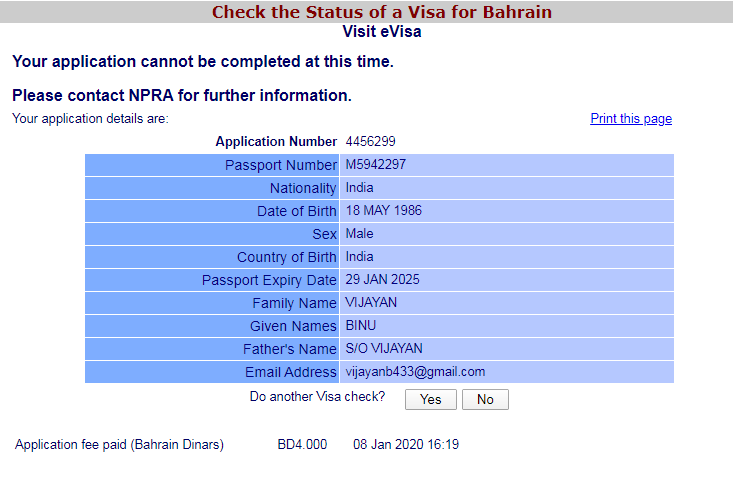 Check the Status of a Visa for Bahrain
Visit eVisa
Your application cannot be completed at this time.
Please contact NPRA for further information.
Your application details are: Print this page
Application Number 4456299
Passport Number M5942297
Nationality India
Date of Birth 18 MAY 1986
Sex Male
Country of Birth India
Passport Expiry Date 29 JAN 2025
Family Name VIJAYAN
Given Names BINU
Father's Name S/O VIJAYAN
Email Address vijayanb433@gmail.com
Do another Visa check? Yes No
Application fee paid (Bahrain Dinars) BD4.000 08 Jan 2020 16:19